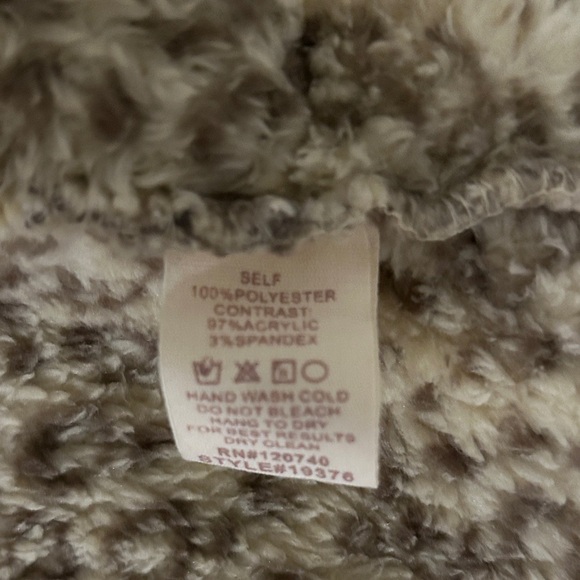 SELF
100%POLYESTER
CONTRAST:
97%ACRYLIC
3%SPANDEX
HAND WASH COLD
DO NOT BLEACH
HANG TO DRY
FOR BEST RESULTS
DRY CLEAN
RN#120740
STYLE#19376